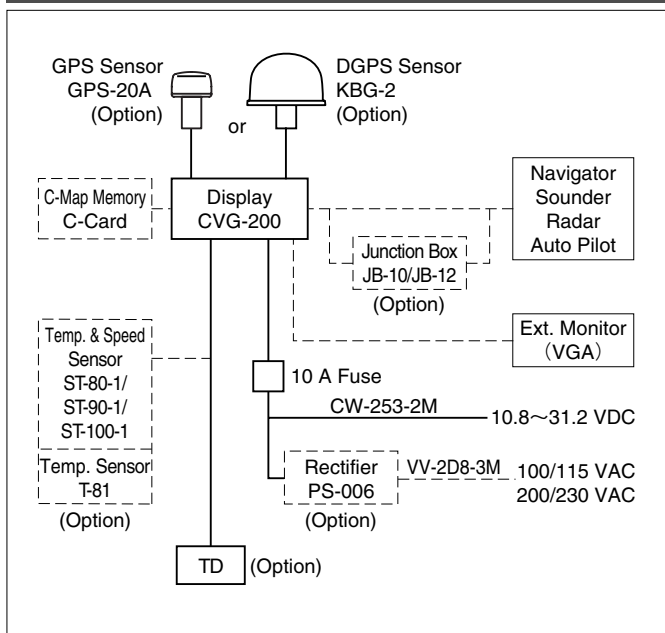 GPS Sensor
GPS-20A
(Option)
or
DGPS Sensor
KBG-2
(Option)
C-Map Memory
C-Card
Display
CVG-200
Navigator
Sounder
Radar
Auto Pilot
Junction Box
JB-10/JB-12
(Option)
Ext. Monitor
(VGA)
Temp. & Speed
Sensor
ST-80-1/
ST-90-1/
ST-100-1
Temp. Sensor
T-81
(Option)
10 A Fuse
CW-253-2M
10.8～31.2 VDC
Rectifier
PS-006
(Option)
VV-2D8-3M
100/115 VAC
200/230 VAC
TD
(Option)